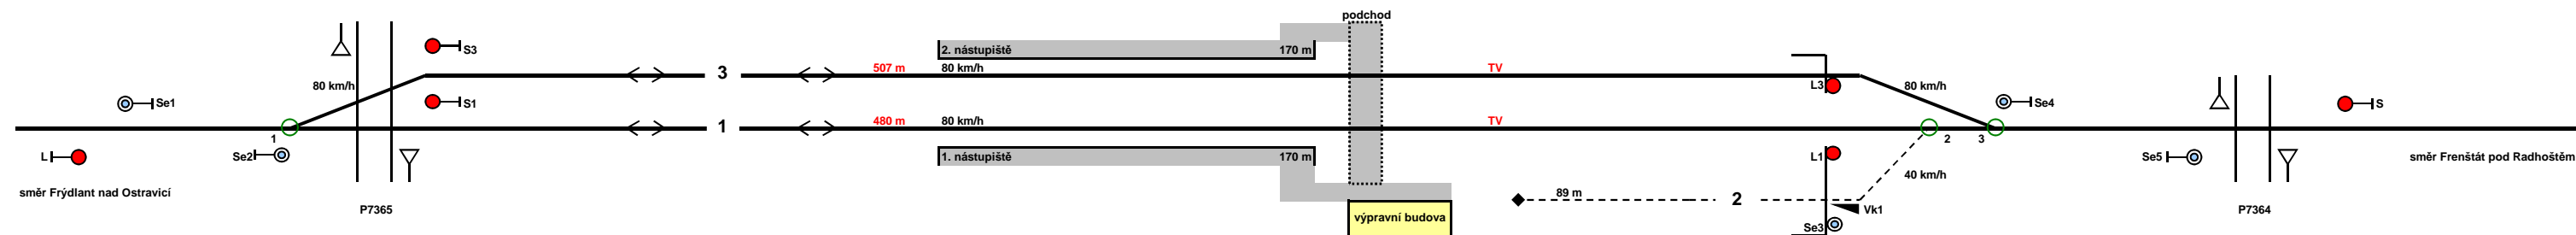 podchod
S3
2. nástupiště 170 m
3
507 m 80 km/h TV
80 km/h
L3
80 km/h
Se1
S1
Se4
S
1
480 m 80 km/h TV
1
2
3
L
Se2
1. nástupiště 170 m
L1
Se5
směr Frenštát pod Radhoštěm
40 km/h
směr Frýdlant nad Ostravicí
89 m
2
P7365
Vk1
P7364
výpravní budova
Se3